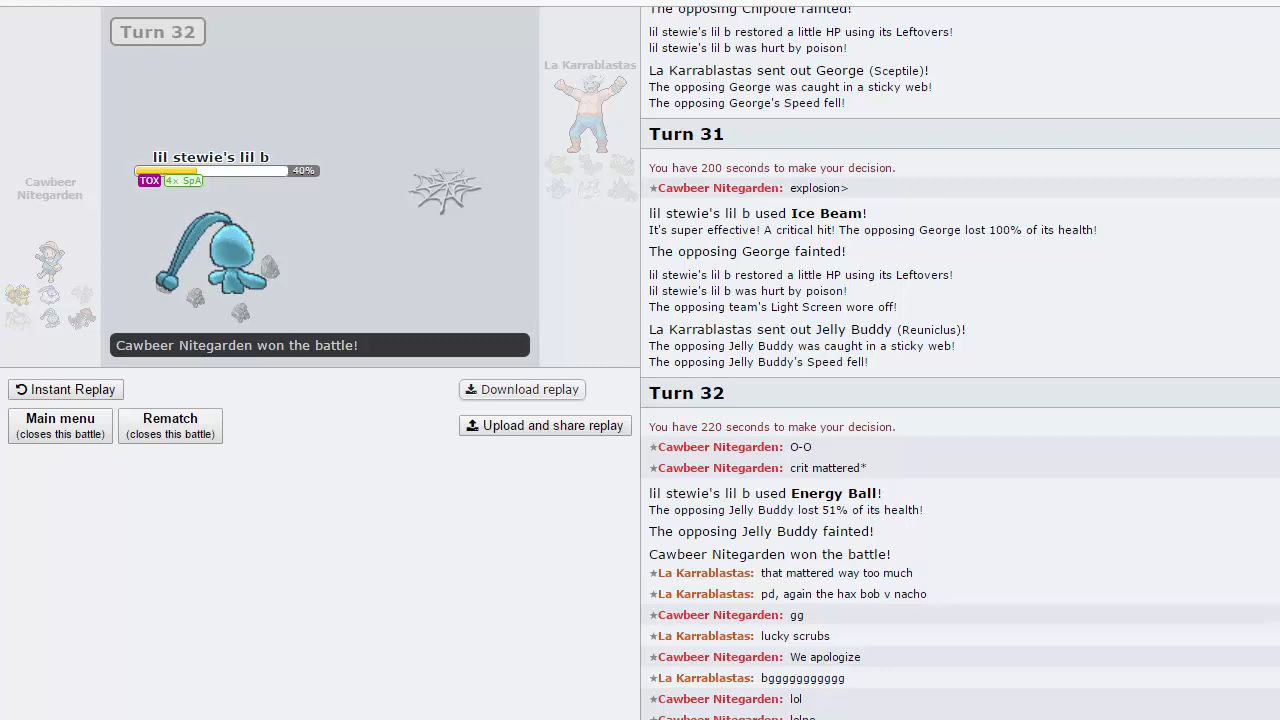 Turn 32
La Karrablastas
lil stewie's lil b
40%
TOX 4× SpA
Cawbeer
Nitegarden
Cawbeer Nitegarden won the battle!
Instant Replay
Download replay
Main menu
(closes this battle)
Rematch
(closes this battle)
Upload and share replay
The opposing Chipotle fainted!
lil stewie's lil b restored a little HP using its Leftovers!
lil stewie's lil b was hurt by poison!
La Karrablastas sent out George (Sceptile)!
The opposing George was caught in a sticky web!
The opposing George's Speed fell!
Turn 31
You have 200 seconds to make your decision.
★Cawbeer Nitegarden: explosion>
lil stewie's lil b used Ice Beam!
It's super effective! A critical hit! The opposing George lost 100% of its health!
The opposing George fainted!
lil stewie's lil b restored a little HP using its Leftovers!
lil stewie's lil b was hurt by poison!
The opposing team's Light Screen wore off!
La Karrablastas sent out Jelly Buddy (Reuniclus)!
The opposing Jelly Buddy was caught in a sticky web!
The opposing Jelly Buddy's Speed fell!
Turn 32
You have 220 seconds to make your decision.
★Cawbeer Nitegarden: O-O
★Cawbeer Nitegarden: crit mattered*
lil stewie's lil b used Energy Ball!
The opposing Jelly Buddy lost 51% of its health!
The opposing Jelly Buddy fainted!
Cawbeer Nitegarden won the battle!
★La Karrablastas: that mattered way too much
★La Karrablastas: pd, again the hax bob v nacho
★Cawbeer Nitegarden: gg
★La Karrablastas: lucky scrubs
★Cawbeer Nitegarden: We apologize
★La Karrablastas: bggggggggggg
★Cawbeer Nitegarden: lol
★Cawbeer Nitegarden: